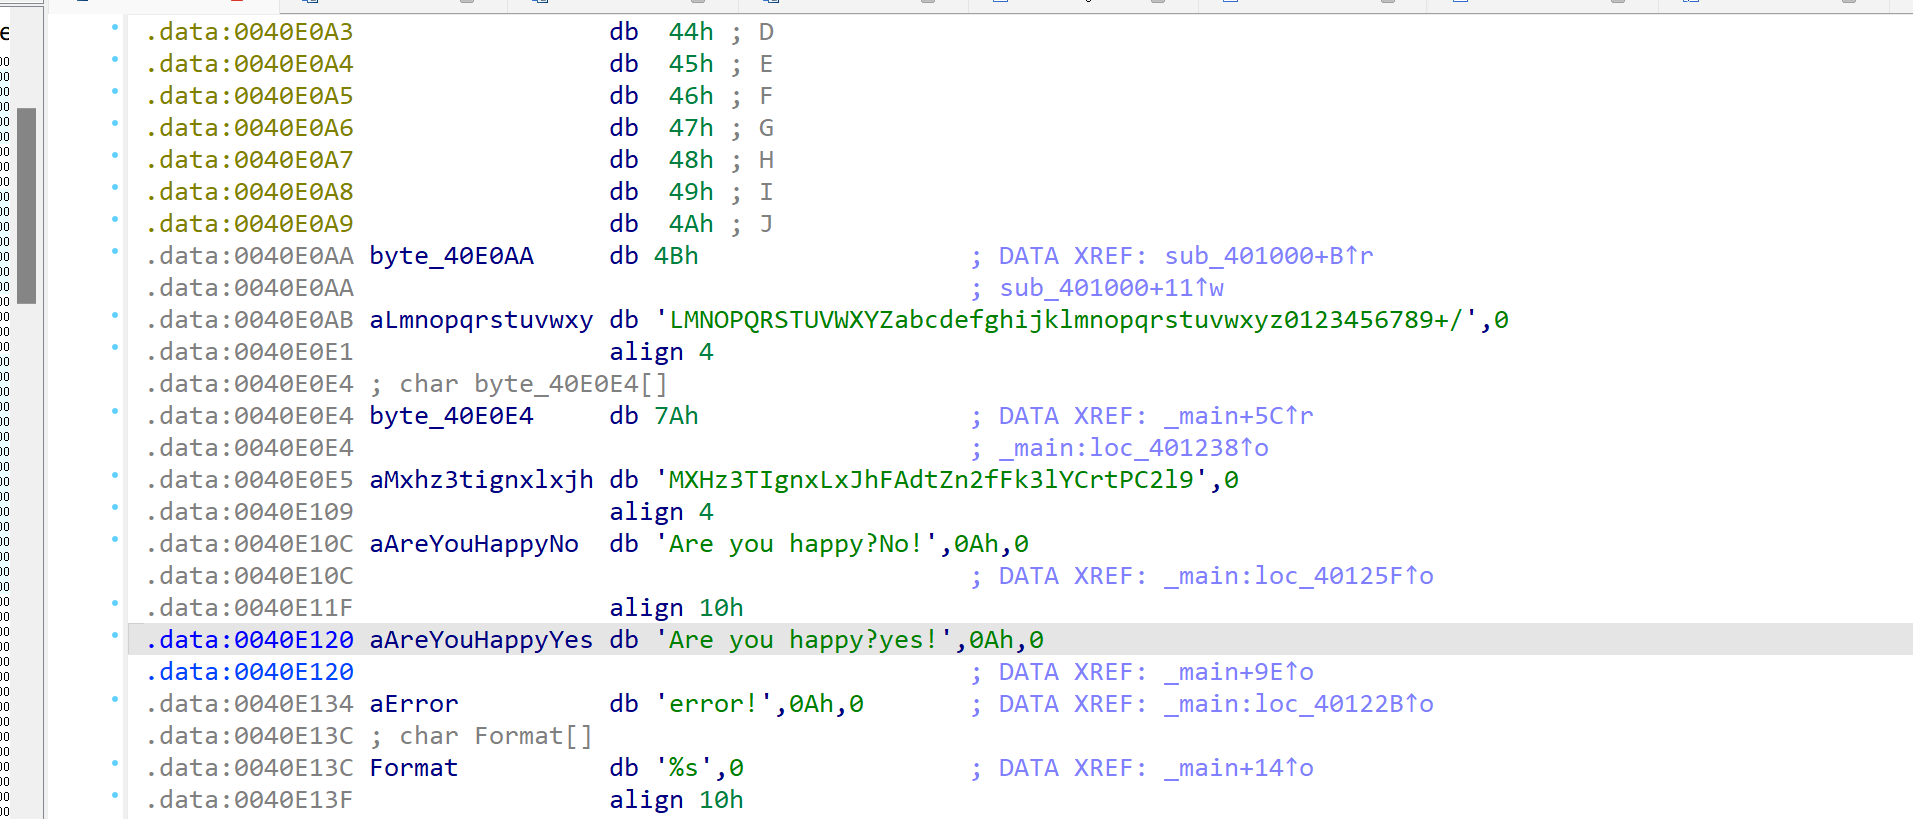 .data:0040E0A3 db 44h ; D
.data:0040E0A4 db 45h ; E
.data:0040E0A5 db 46h ; F
.data:0040E0A6 db 47h ; G
.data:0040E0A7 db 48h ; H
.data:0040E0A8 db 49h ; I
.data:0040E0A9 db 4Ah ; J
.data:0040E0AA byte_40E0AA db 4Bh ; DATA XREF: sub_401000+B↑r
.data:0040E0AA ; sub_401000+11↑w
.data:0040E0AB aLmnopqrstuvwxy db 'LMNOPQRSTUVWXYZabcdefghijklmnopqrstuvwxyz0123456789+/',0
.data:0040E0E1 align 4
.data:0040E0E4 ; char byte_40E0E4[]
.data:0040E0E4 byte_40E0E4 db 7Ah ; DATA XREF: _main+5C↑r
.data:0040E0E4 ; _main:loc_401238↑o
.data:0040E0E5 aMxhz3tignxlxjh db 'MXHz3TIgnxLxJhFAdtZn2fFk3lYCrtPC2l9',0
.data:0040E109 align 4
.data:0040E10C aAreYouHappyNo db 'Are you happy?No!',0Ah,0
.data:0040E10C ; DATA XREF: _main:loc_40125F↑o
.data:0040E11F align 10h
.data:0040E120 aAreYouHappyYes db 'Are you happy?yes!',0Ah,0
.data:0040E120 ; DATA XREF: _main+9E↑o
.data:0040E134 aError db 'error!',0Ah,0 ; DATA XREF: _main:loc_40122B↑o
.data:0040E13C ; char Format[]
.data:0040E13C Format db '%s',0 ; DATA XREF: _main+14↑o
.data:0040E13F align 10h